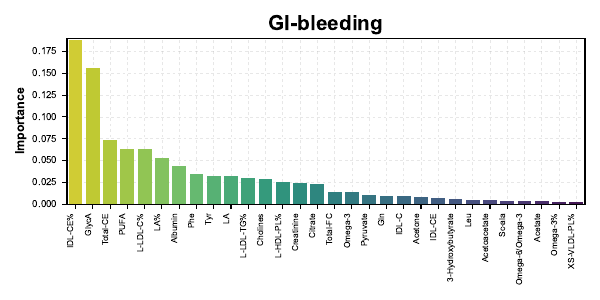 GI-bleeding
Importance
0.175
0.150
0.125
0.100
0.075
0.050
0.025
0.000
IDL-CE%
GlycA
Total-CE
PUFA
L-LDL-C%
LA%
Albumin
Phe
Tyr
LA
L-LDL-TG%
Cholines
L-HDL-PL%
Creatinine
Citrate
Total-FC
Omega-3
Pyruvate
Gln
IDL-C
Acetone
IDL-CE
3-Hydroxybutyrate
Leu
Acetoacetate
Omega-6/Omega-3
Acetate
Omega-3%
XS-VLDL-PL%